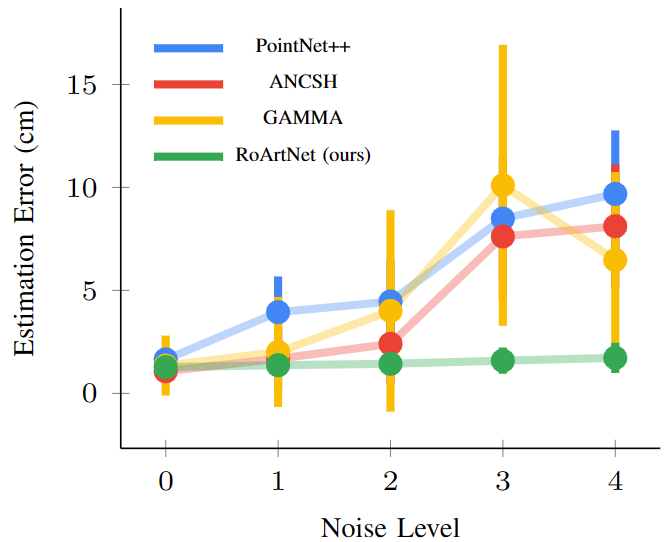 PointNet++
ANCSH
GAMMA
RoArtNet (ours)
Estimation Error (cm)
15
10
5
0
0 1 2 3 4
Noise Level